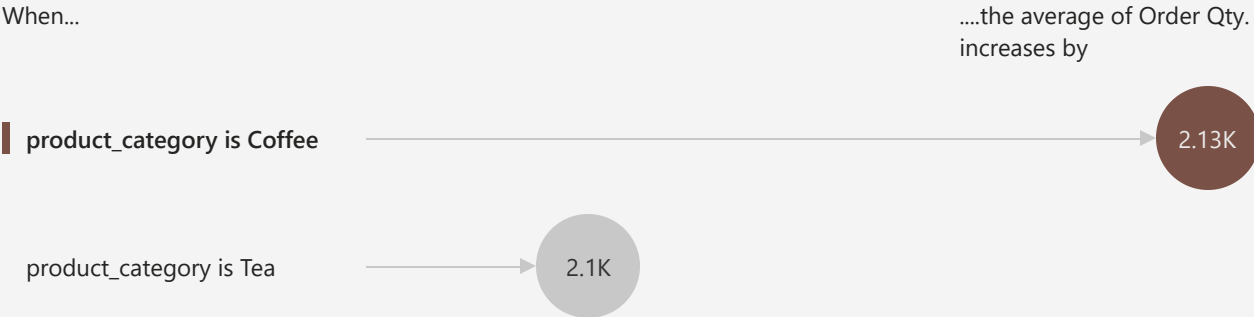 When...
....the average of Order Qty.
increases by
product_category is Coffee
2.13K
product_category is Tea
2.1K